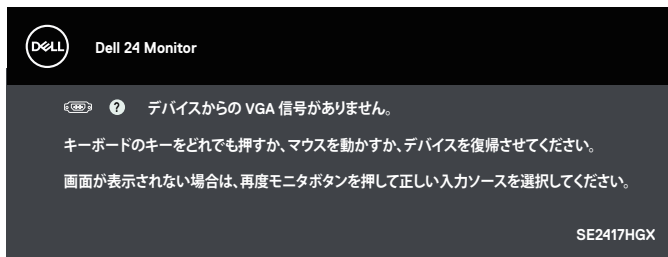 DELL Dell 24 Monitor
? デバイスからの VGA 信号がありません。
キーボードのキーをどれでも押すか、マウスを動かすか、デバイスを復帰させてください。
画面が表示されない場合は、再度モニタボタンを押して正しい入力ソースを選択してください。
SE2417HGX